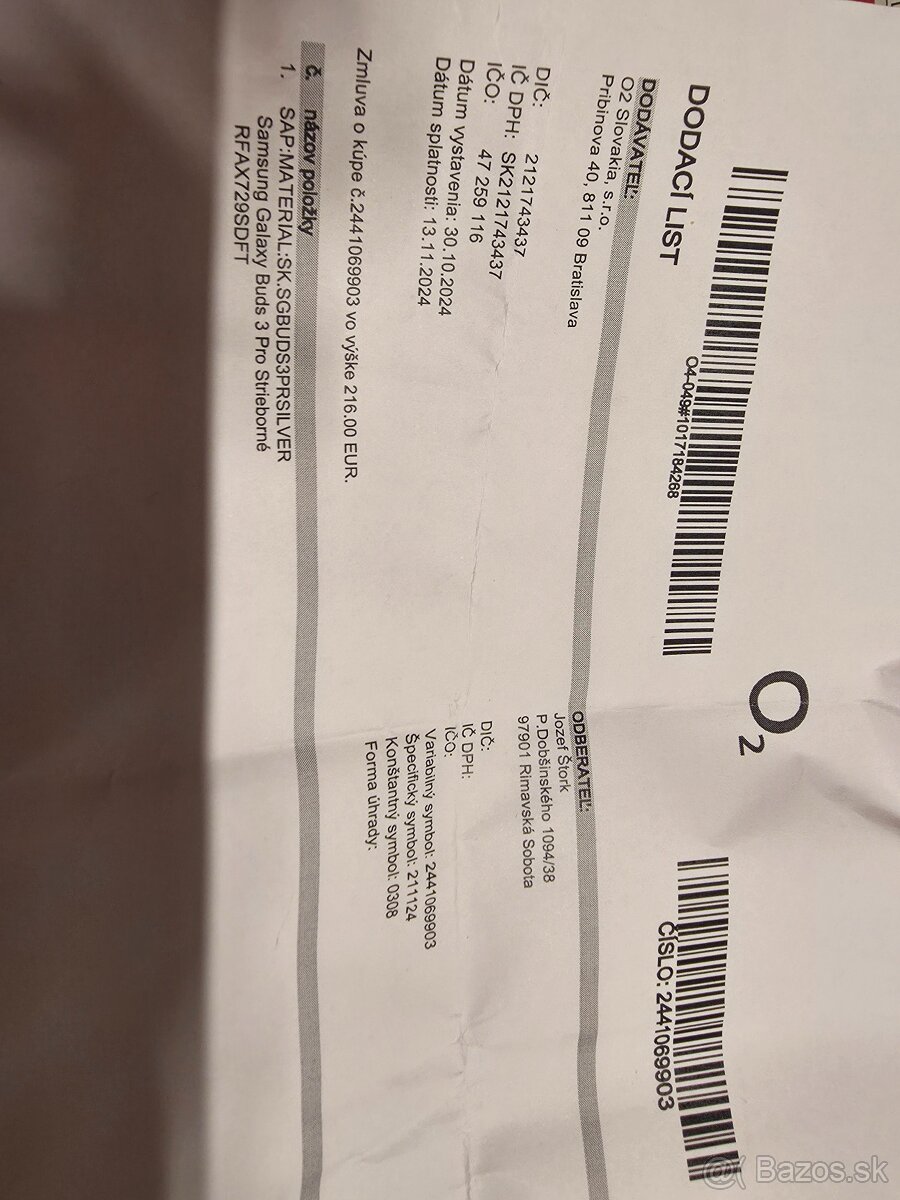 O2
DODACÍ LIST
O4-049#1017184268
ČÍSLO: 2441069903
DODÁVATEĽ:
O2 Slovakia, s.r.o.
Pribinova 40, 811 09 Bratislava
DIČ: 2121743437
IČ DPH: SK2121743437
IČO: 47 259 116
Dátum vystavenia: 30.10.2024
Dátum splatnosti: 13.11.2024
ODBERATEĽ:
Jozef Štork
P.Dobšinského 1094/38
97901 Rimavská Sobota
DIČ:
IČ DPH:
IČO:
Variabilný symbol: 2441069903
Špecifický symbol: 211124
Konštantný symbol: 0308
Forma úhrady:
Zmluva o kúpe č.2441069903 vo výške 216.00 EUR.
č. názov položky
1. SAP:MATERIAL:SK.SGBUDS3PRSILVER
Samsung Galaxy Buds 3 Pro Strieborné
RFAX729SDFT
Bazos.sk